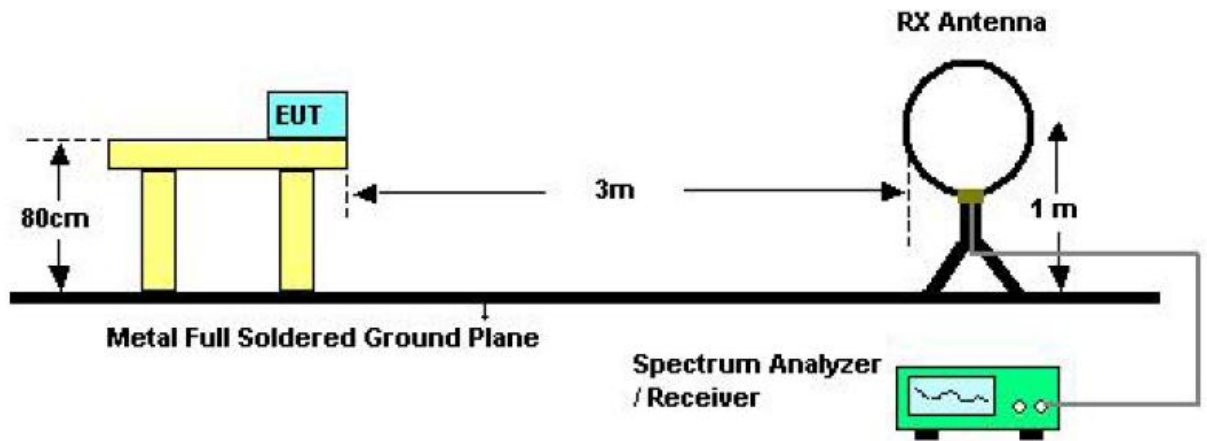 RX Antenna
EUT
3m
80cm
1 m
Metal Full Soldered Ground Plane
Spectrum Analyzer
/ Receiver